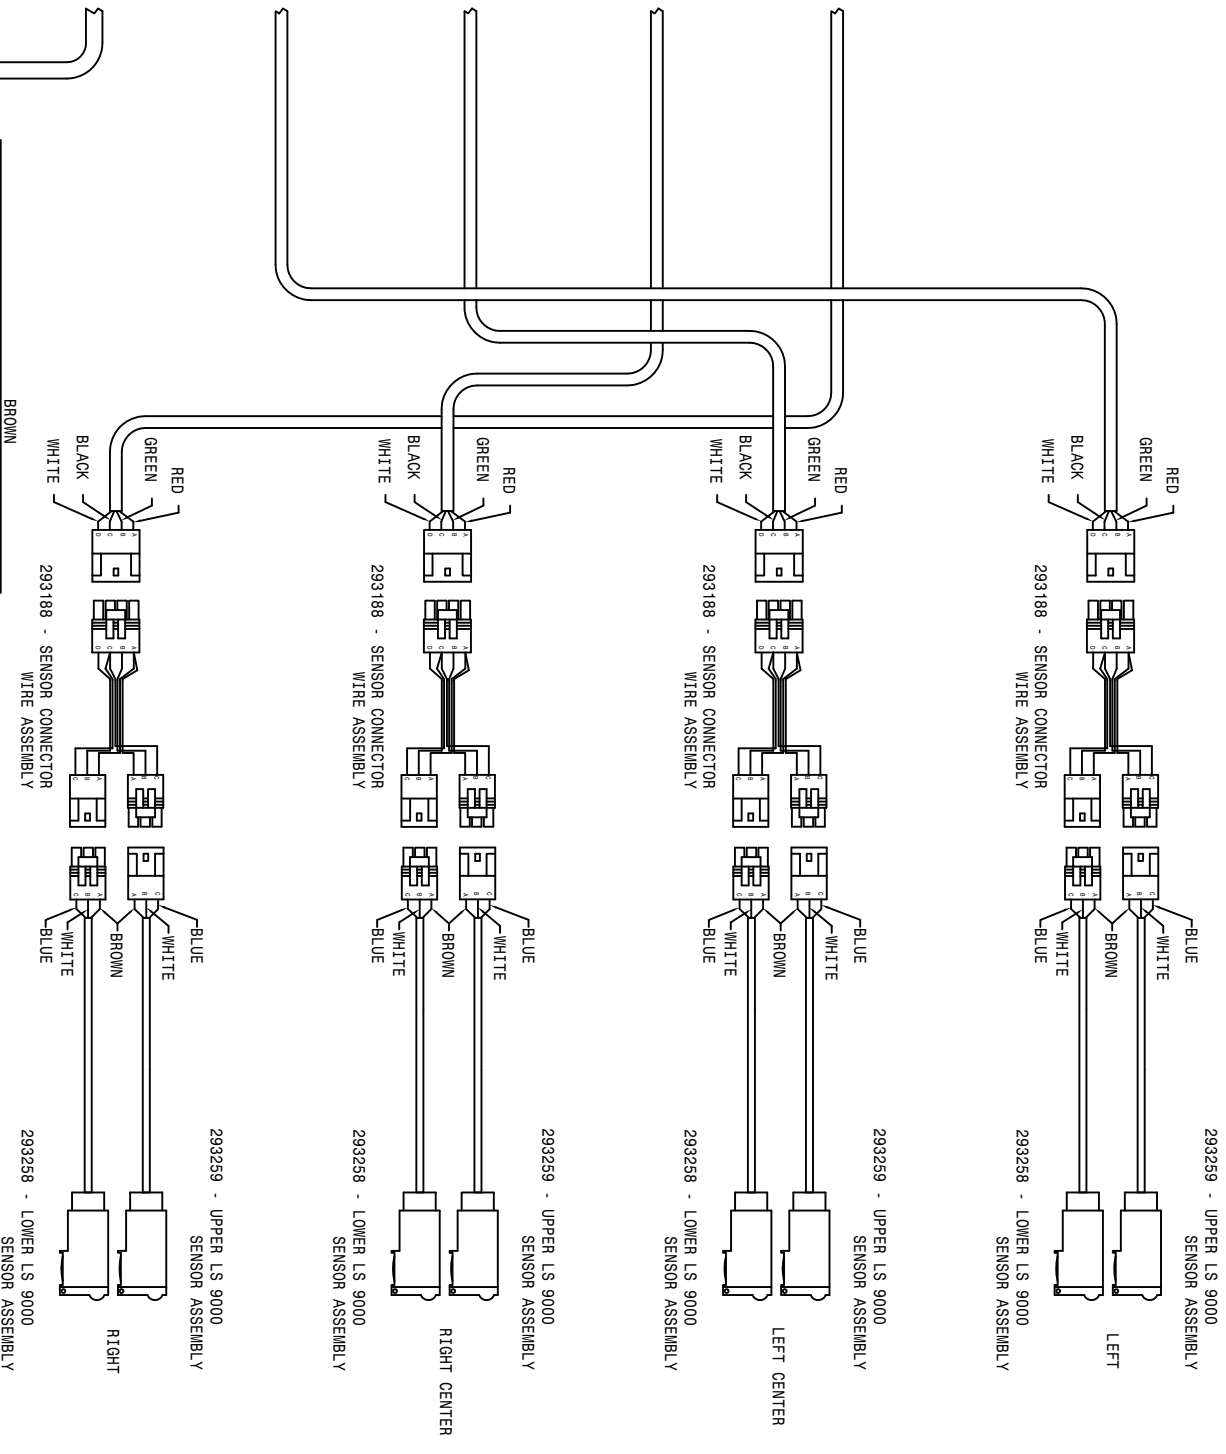 RED
GREEN
BLACK
WHITE
A
B
C
D
A
B
C
D
293188 - SENSOR CONNECTOR
WIRE ASSEMBLY
C
B
A
A
B
C
C
B
A
A
B
C
BLUE
WHITE
BROWN
WHITE
BLUE
293259 - UPPER LS 9000
SENSOR ASSEMBLY
293258 - LOWER LS 9000
SENSOR ASSEMBLY
LEFT
RED
GREEN
BLACK
WHITE
A
B
C
D
A
B
C
D
293188 - SENSOR CONNECTOR
WIRE ASSEMBLY
C
B
A
A
B
C
C
B
A
A
B
C
BLUE
WHITE
BROWN
WHITE
BLUE
293259 - UPPER LS 9000
SENSOR ASSEMBLY
293258 - LOWER LS 9000
SENSOR ASSEMBLY
LEFT CENTER
RED
GREEN
BLACK
WHITE
A
B
C
D
A
B
C
D
293188 - SENSOR CONNECTOR
WIRE ASSEMBLY
C
B
A
A
B
C
C
B
A
A
B
C
BLUE
WHITE
BROWN
WHITE
BLUE
293259 - UPPER LS 9000
SENSOR ASSEMBLY
293258 - LOWER LS 9000
SENSOR ASSEMBLY
RIGHT CENTER
RED
GREEN
BLACK
WHITE
A
B
C
D
A
B
C
D
293188 - SENSOR CONNECTOR
WIRE ASSEMBLY
C
B
A
A
B
C
C
B
A
A
B
C
BLUE
WHITE
BROWN
WHITE
BLUE
293259 - UPPER LS 9000
SENSOR ASSEMBLY
293258 - LOWER LS 9000
SENSOR ASSEMBLY
RIGHT
BROWN